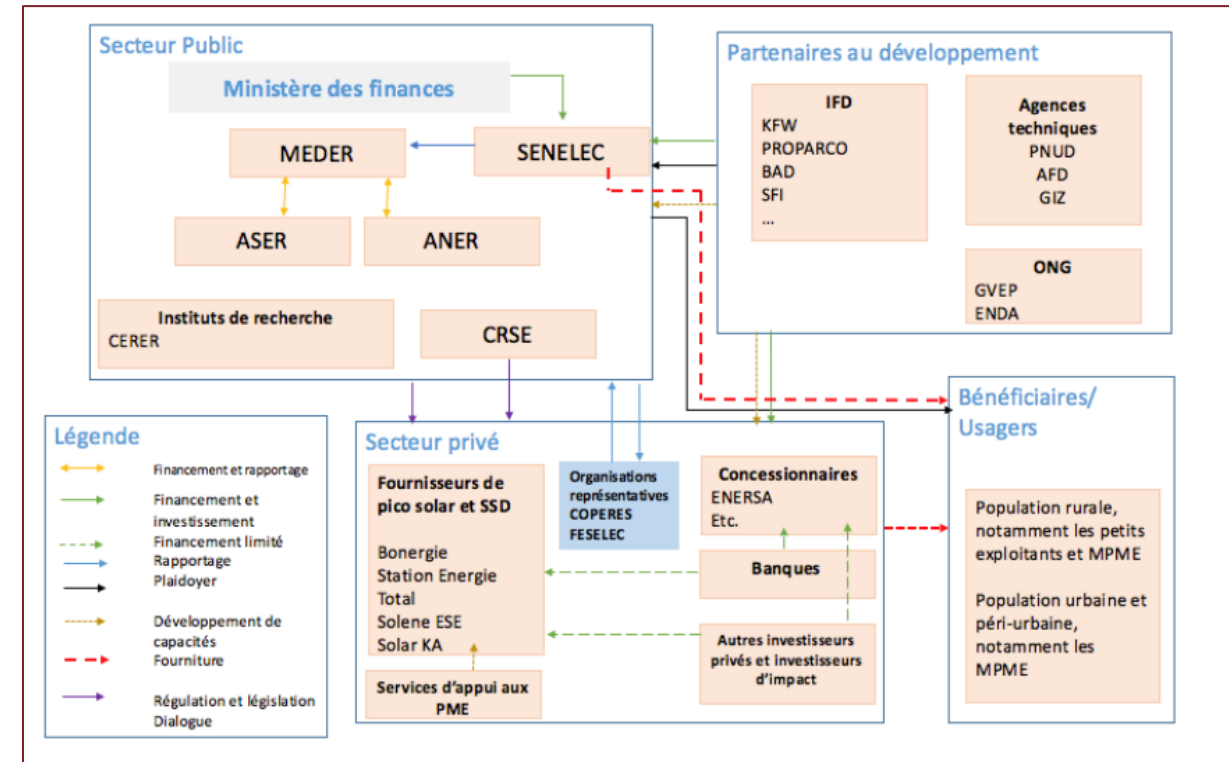 Secteur Public
Ministère des finances
MEDER
SENELEC
ASER
ANER
Instituts de recherche
CERER
CRSE
Partenaires au développement
IFD
KFW
PROPARCO
BAD
SFI
...
Agences
techniques
PNUD
AFD
GIZ
ONG
GVEP
ENDA
Légende
Financement et rapportage
Financement et
investissement
Financement limité
Rapportage
Plaidoyer
Développement de
capacités
Fourniture
Régulation et législation
Dialogue
Secteur privé
Fournisseurs de
pico solar et SSD
Bonergie
Station Energie
Total
Solene ESE
Solar KA
Services d'appui aux
PME
Organisations
représentatives
COPERES
FESELEC
Concessionnaires
ENERSA
Etc.
Banques
Autres investisseurs
privés et investisseurs
d'impact
Bénéficiaires/
Usagers
Population rurale,
notamment les petits
exploitants et MPME
Population urbaine et
péri-urbaine,
notamment les
MPME